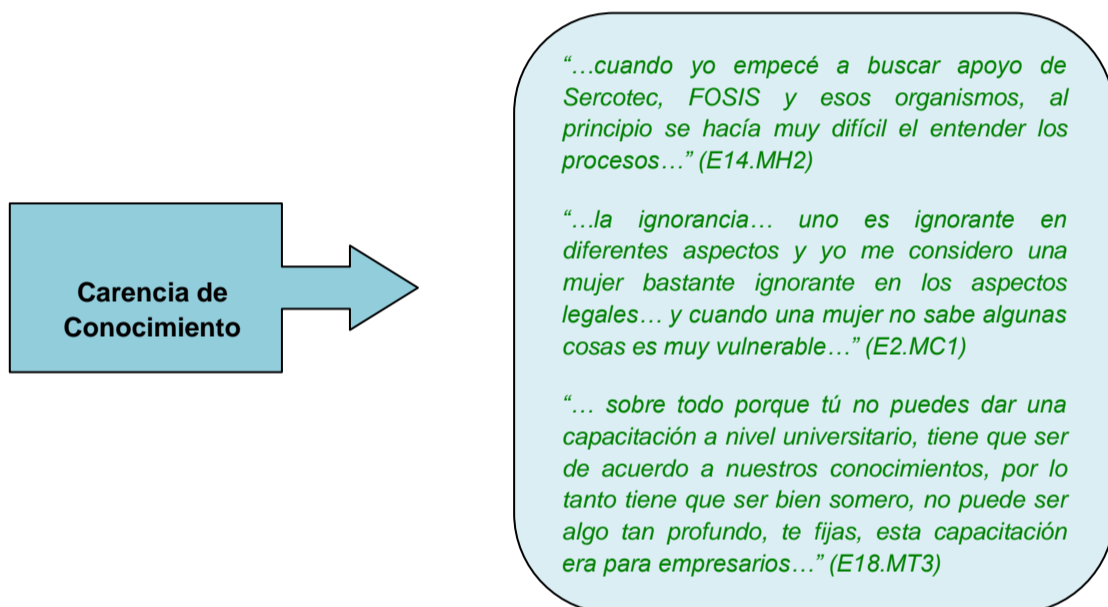 Carencia de
Conocimiento
“…cuando yo empecé a buscar apoyo de
Sercotec, FOSIS y esos organismos, al
principio se hacía muy difícil el entender los
procesos…” (E14.MH2)
“…la ignorancia… uno es ignorante en
diferentes aspectos y yo me considero una
mujer bastante ignorante en los aspectos
legales… y cuando una mujer no sabe algunas
cosas es muy vulnerable…” (E2.MC1)
“… sobre todo porque tú no puedes dar una
capacitación a nivel universitario, tiene que ser
de acuerdo a nuestros conocimientos, por lo
tanto tiene que ser bien somero, no puede ser
algo tan profundo, te fijas, esta capacitación
era para empresarios…” (E18.MT3)